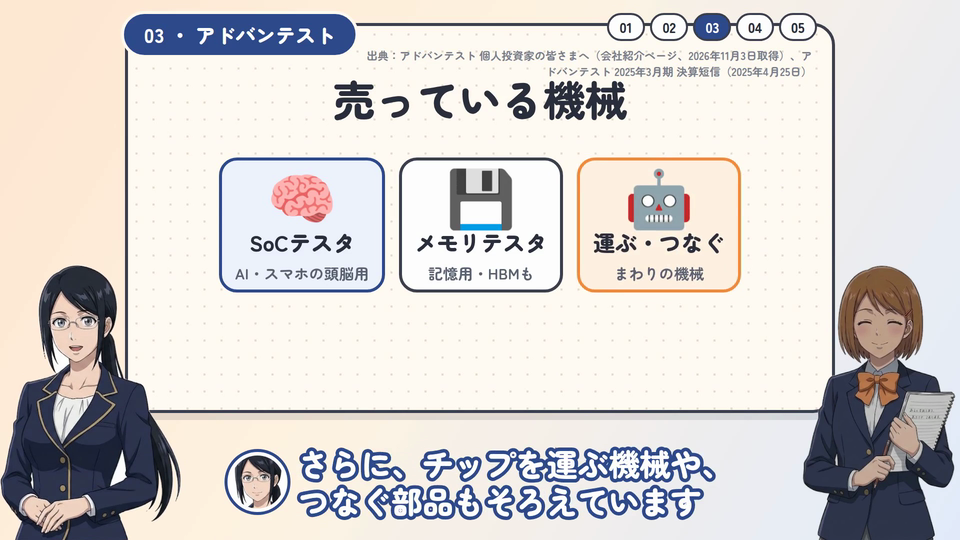 03 ・ アドバンテスト
01 02 03 04 05
出典：アドバンテスト 個人投資家の皆さまへ（会社紹介ページ、2026年11月3日取得）、ア
ドバンテスト 2025年3月期 決算短信（2025年4月25日）
売っている機械
SoCテスタ
AI・スマホの頭脳用
メモリテスタ
記憶用・HBMも
運ぶ・つなぐ
まわりの機械
さらに、チップを運ぶ機械や、
つなぐ部品もそろえています